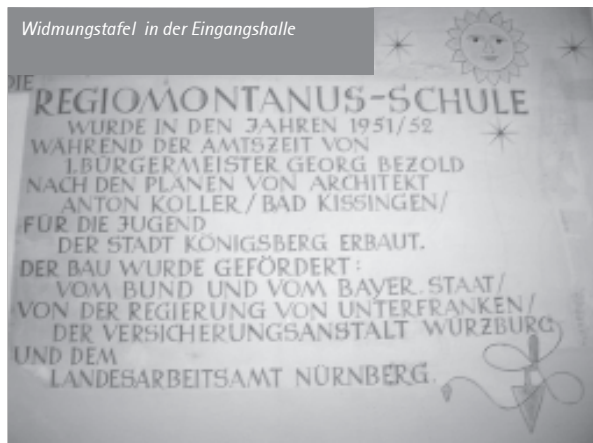 Widmungstafel in der Eingangshalle
DIE
REGIOMONTANUS-SCHULE
WURDE IN DEN JAHREN 1951/52
WÄHREND DER AMTSZEIT VON
1.BÜRGERMEISTER GEORG BEZOLD
NACH DEN PLÄNEN VON ARCHITEKT
ANTON KOLLER/BAD KISSINGEN/
FÜR DIE JUGEND
DER STADT KÖNIGSBERG ERBAUT.
DER BAU WURDE GEFÖRDERT:
VOM BUND UND VOM BAYER. STAAT/
VON DER REGIERUNG VON UNTERFRANKEN/
DER VERSICHERUNGSANSTALT WÜRZBURG
UND DEM
LANDESARBEITSAMT NÜRNBERG.